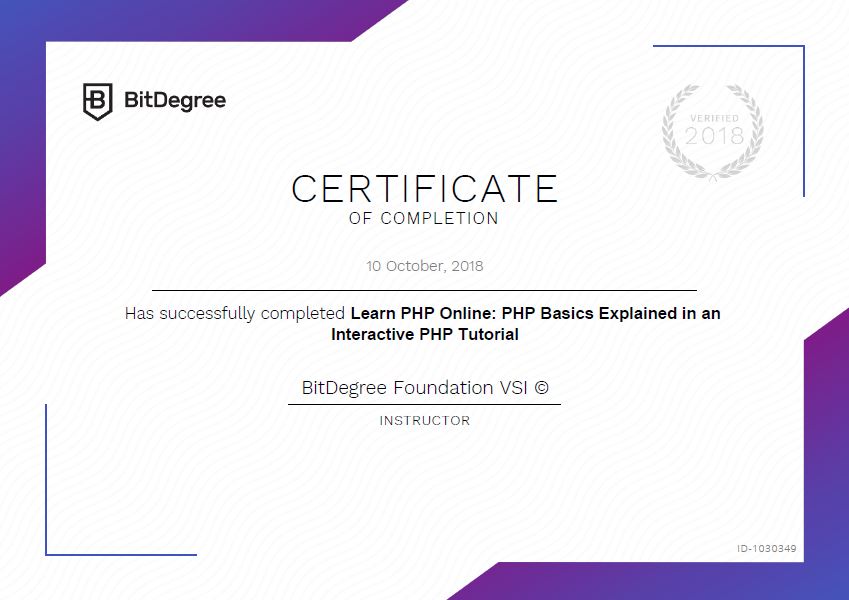 BitDegree
VERIFIED
2018
CERTIFICATE
OF COMPLETION
10 October, 2018
Has successfully completed Learn PHP Online: PHP Basics Explained in an
Interactive PHP Tutorial
BitDegree Foundation VSI ©
INSTRUCTOR
ID-1030349